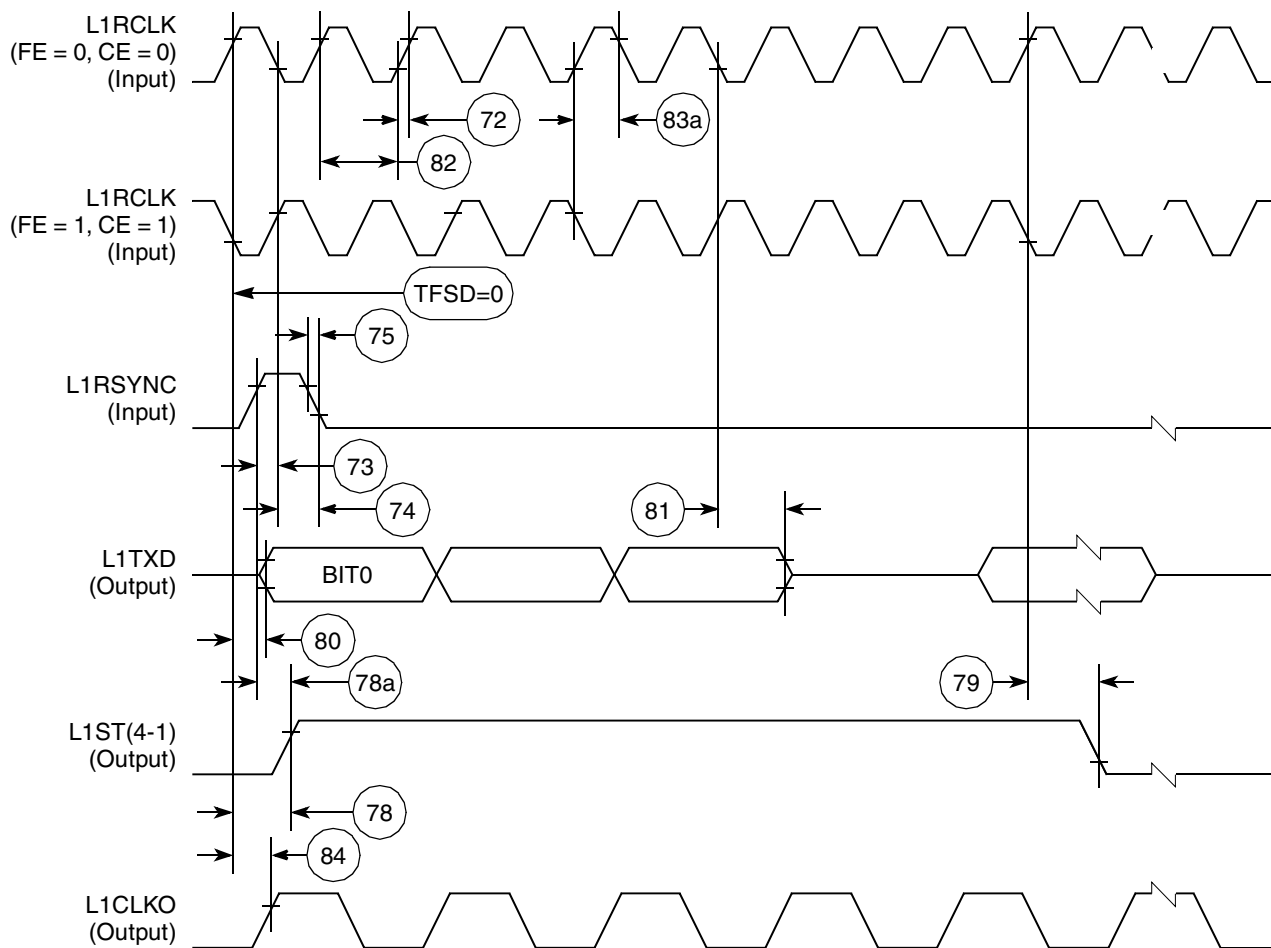 L1RCLK
(FE = 0, CE = 0)
(Input)
72
83a
82
L1RCLK
(FE = 1, CE = 1)
(Input)
TFSD=0
75
L1RSYNC
(Input)
73
74
81
L1TXD
(Output)
BIT0
80
78a
79
L1ST(4-1)
(Output)
78
84
L1CLKO
(Output)